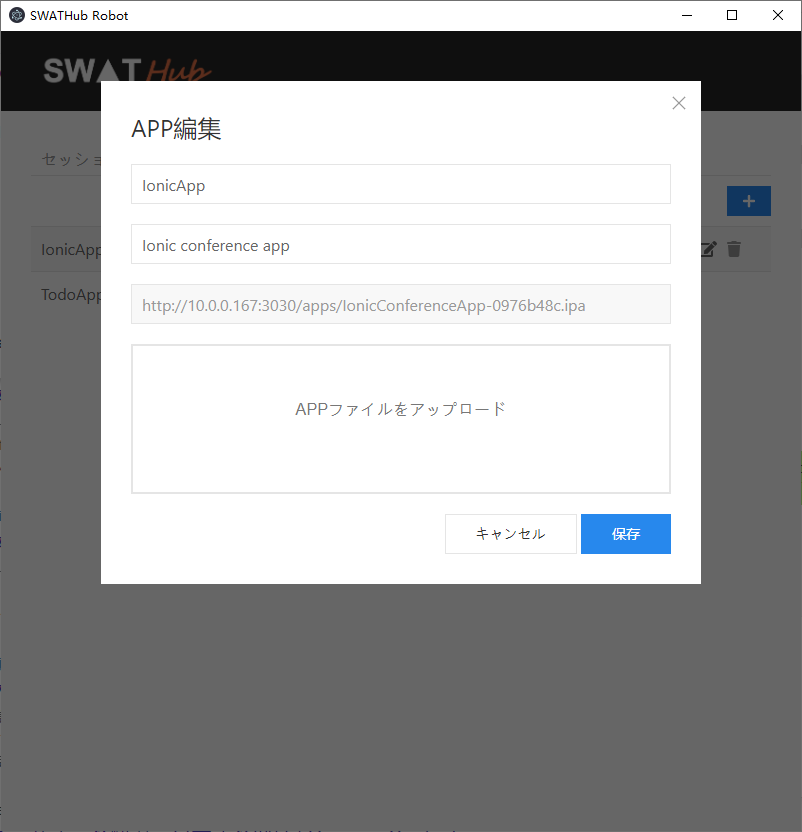 SWATHub Robot
SWAT Hub
APP編集
セッショ
IonicApp
Ionic conference app
IonicApp
http://10.0.0.167:3030/apps/IonicConferenceApp-0976b48c.ipa
TodoApp
APPファイルをアップロード
キャンセル
保存